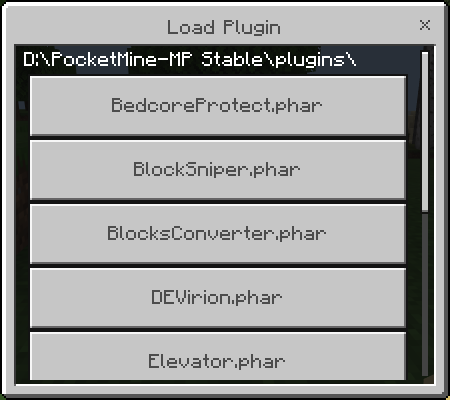 Load Plugin
D:\PocketMine-MP Stable\plugins\
BedcoreProtect.phar
BlockSniper.phar
BlocksConverter.phar
DEVirion.phar
Elevator.phar